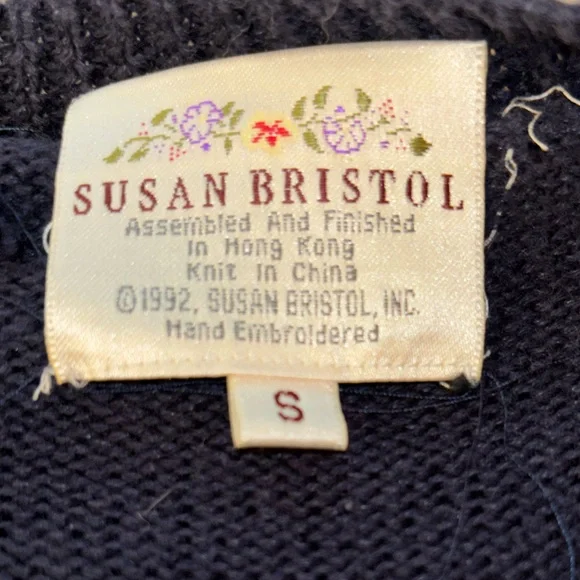 SUSAN BRISTOL
Assembled And Finished
In Hong Kong
Knit In China
©1992, SUSAN BRISTOL, INC.
Hand Embroidered
S